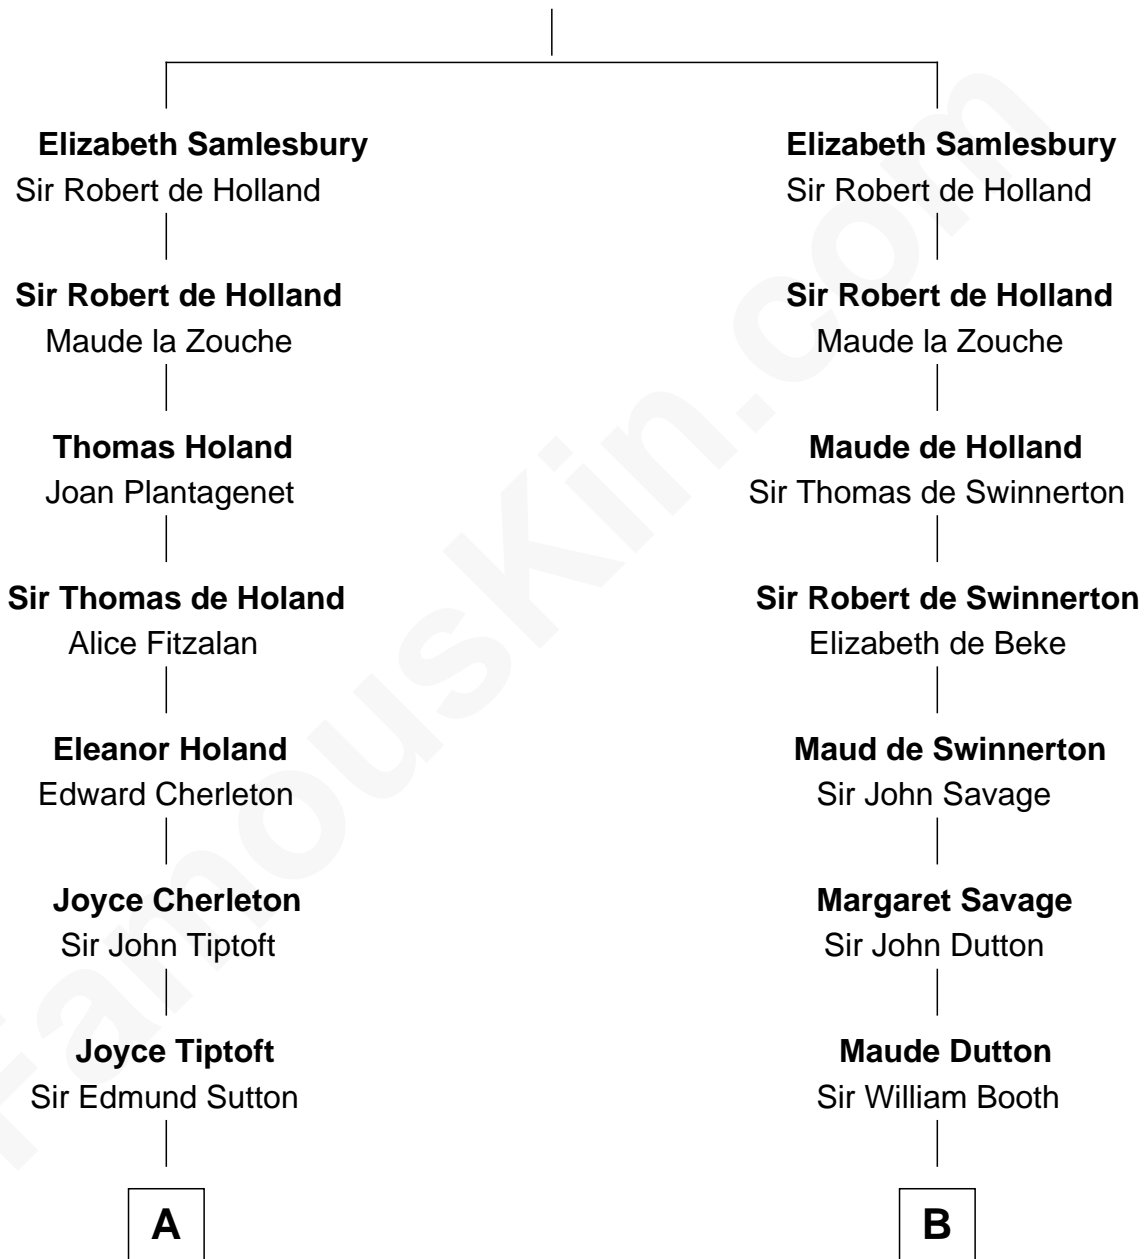 Elizabeth Samlesbury
Sir Robert de Holland
Sir Robert de Holland
Maude la Zouche
Thomas Holand
Joan Plantagenet
Sir Thomas de Holand
Alice Fitzalan
Eleanor Holand
Edward Cherleton
Joyce Cherleton
Sir John Tiptoft
Joyce Tiptoft
Sir Edmund Sutton
A
Elizabeth Samlesbury
Sir Robert de Holland
Sir Robert de Holland
Maude la Zouche
Maude de Holland
Sir Thomas de Swinnerton
Sir Robert de Swinnerton
Elizabeth de Beke
Maud de Swinnerton
Sir John Savage
Margaret Savage
Sir John Dutton
Maude Dutton
Sir William Booth
B
FamousKin.com